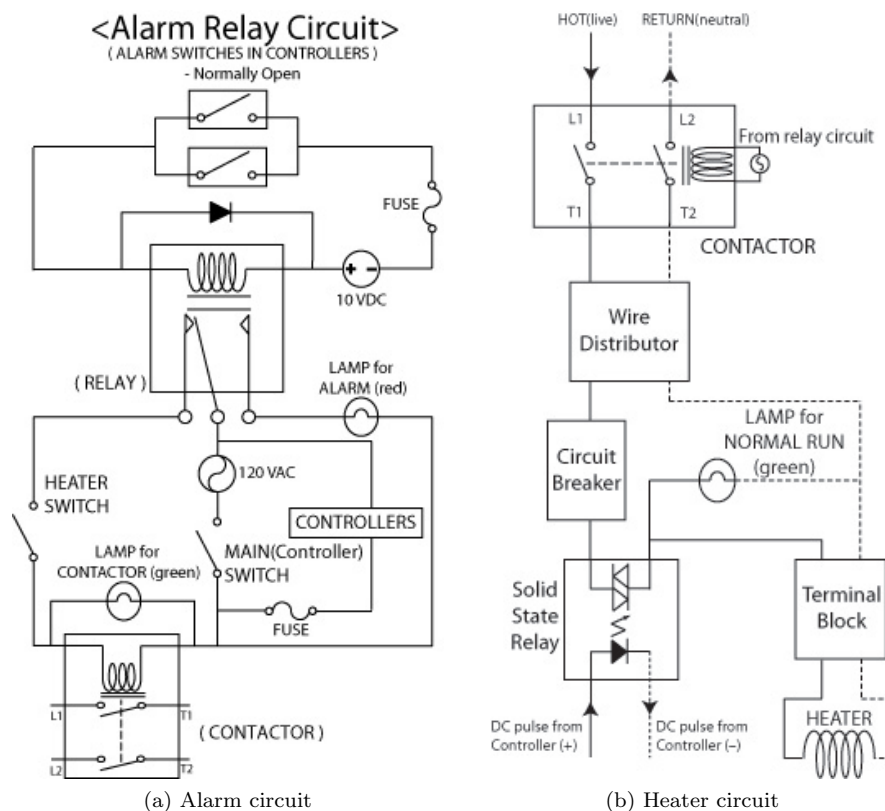 <Alarm Relay Circuit>
( ALARM SWITCHES IN CONTROLLERS )
- Normally Open
FUSE
+ -
10 VDC
( RELAY )
LAMP for
ALARM (red)
HEATER
SWITCH
120 VAC
CONTROLLERS
LAMP for
CONTACTOR (green)
MAIN(Controller)
SWITCH
FUSE
L1
T1
( CONTACTOR )
L2
T2
(a) Alarm circuit
HOT(live)
RETURN(neutral)
L1
L2
From relay circuit
T1
T2
CONTACTOR
Wire
Distributor
LAMP for
NORMAL RUN
(green)
Circuit
Breaker
Solid
State
Relay
Terminal
Block
DC pulse from
Controller (+)
DC pulse from
Controller (–)
HEATER
(b) Heater circuit